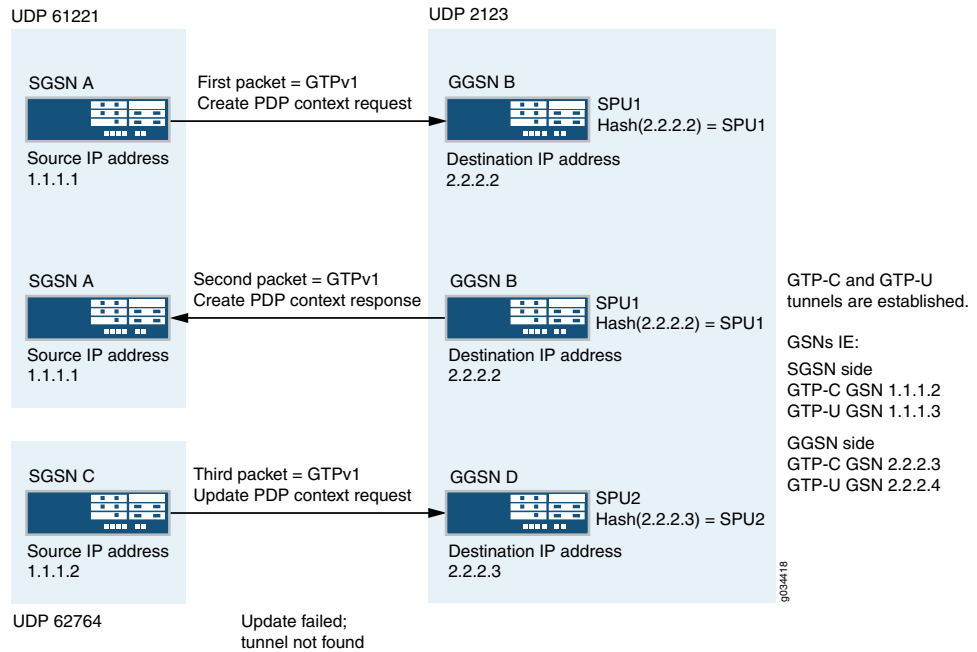 UDP 61221
UDP 2123
SGSN A
First packet = GTPv1
Create PDP context request
GGSN B
SPU1
Hash(2.2.2.2) = SPU1
Source IP address
1.1.1.1
Destination IP address
2.2.2.2
SGSN A
Second packet = GTPv1
Create PDP context response
GGSN B
SPU1
Hash(2.2.2.2) = SPU1
Source IP address
1.1.1.1
Destination IP address
2.2.2.2
GTP-C and GTP-U
tunnels are established.
GSNs IE:
SGSN side
GTP-C GSN 1.1.1.2
GTP-U GSN 1.1.1.3
GGSN side
GTP-C GSN 2.2.2.3
GTP-U GSN 2.2.2.4
SGSN C
Third packet = GTPv1
Update PDP context request
GGSN D
SPU2
Hash(2.2.2.3) = SPU2
Source IP address
1.1.1.2
Destination IP address
2.2.2.3
g034418
UDP 62764
Update failed;
tunnel not found